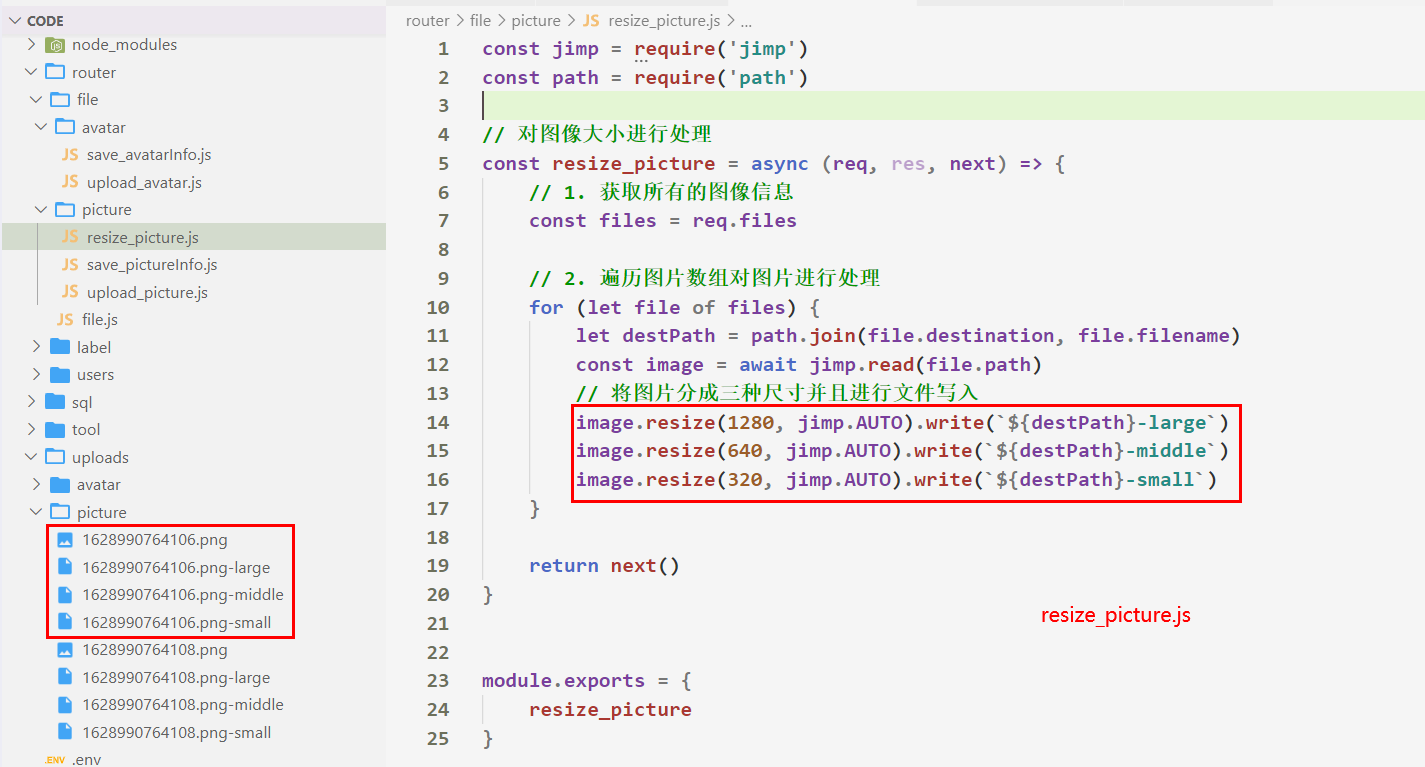 CODE
node_modules
router
file
avatar
JS save_avatarInfo.js
JS upload_avatar.js
picture
JS resize_picture.js
JS save_pictureInfo.js
JS upload_picture.js
JS file.js
label
users
sql
tool
uploads
avatar
picture
1628990764106.png
1628990764106.png-large
1628990764106.png-middle
1628990764106.png-small
1628990764108.png
1628990764108.png-large
1628990764108.png-middle
1628990764108.png-small
.ENV .env
router > file > picture > JS resize_picture.js > ...
1 const jimp = require('jimp')
2 const path = require('path')
3
4 // 对图像大小进行处理
5 const resize_picture = async (req, res, next) => {
6 // 1. 获取所有的图像信息
7 const files = req.files
8
9 // 2. 遍历图片数组对图片进行处理
10 for (let file of files) {
11 let destPath = path.join(file.destination, file.filename)
12 const image = await jimp.read(file.path)
13 // 将图片分成三种尺寸并且进行文件写入
14 image.resize(1280, jimp.AUTO).write(`${destPath}-large`)
15 image.resize(640, jimp.AUTO).write(`${destPath}-middle`)
16 image.resize(320, jimp.AUTO).write(`${destPath}-small`)
17 }
18
19 return next()
20 }
21
22
23 module.exports = {
24 resize_picture
25 }
resize_picture.js